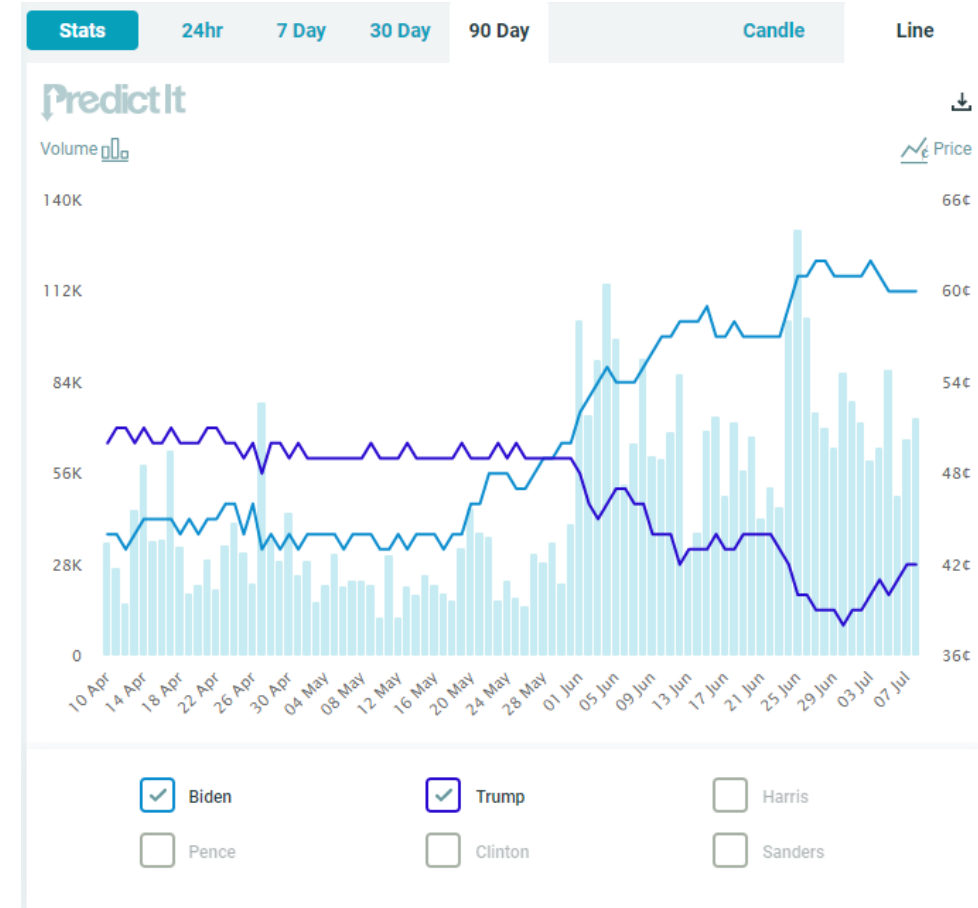 Stats 24hr 7 Day 30 Day 90 Day Candle Line
PredictIt
Volume Price
140K 66¢
112K 60¢
84K 54¢
56K 48¢
28K 42¢
0 36¢
10 Apr 14 Apr 18 Apr 22 Apr 26 Apr 30 Apr 04 May 08 May 12 May 16 May 20 May 24 May 28 May 01 Jun 05 Jun 09 Jun 13 Jun 17 Jun 21 Jun 25 Jun 29 Jun 03 Jul 07 Jul
Biden Trump Harris
Pence Clinton Sanders